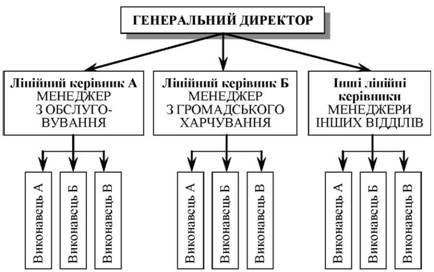 ГЕНЕРАЛЬНИЙ ДИРЕКТОР
Лінійний керівник А
МЕНЕДЖЕР
З ОБСЛУГО-
ВУВАННЯ
Лінійний керівник Б
МЕНЕДЖЕР
З ГРОМАДСЬКОГО
ХАРЧУВАННЯ
Інші лінійні
керівники
МЕНЕДЖЕРИ
ІНШИХ ВІДДІЛІВ
Виконавець А
Виконавець Б
Виконавець В
Виконавець А
Виконавець Б
Виконавець В
Виконавець А
Виконавець Б
Виконавець В